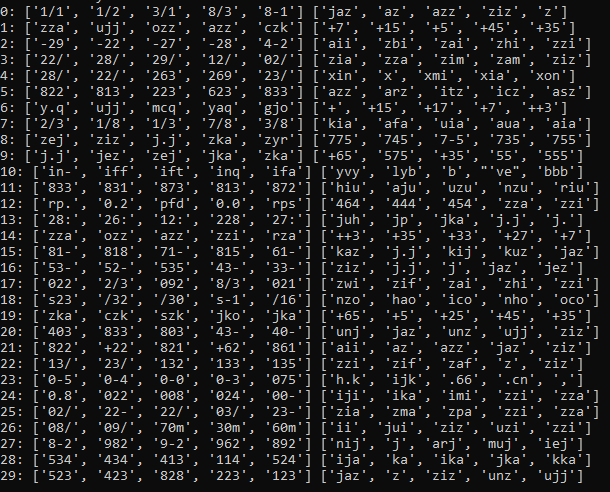 0: ['1/1', '1/2', '3/1', '8/3', '8-1'] ['jaz', 'az', 'azz', 'ziz', 'z']
1: ['zza', 'ujj', 'ozz', 'azz', 'czk'] ['+7', '+15', '+5', '+45', '+35']
2: ['-29', '-22', '-27', '-28', '4-2'] ['aii', 'zbi', 'zai', 'zhi', 'zzi']
3: ['22/', '28/', '29/', '12/', '02/'] ['zia', 'zza', 'zim', 'zam', 'ziz']
4: ['28/', '22/', '263', '269', '23/'] ['xin', 'x', 'xmi', 'xia', 'xon']
5: ['822', '813', '223', '623', '833'] ['azz', 'arz', 'itz', 'icz', 'asz']
6: ['y.q', 'ujj', 'mcq', 'yaq', 'gjo'] ['+', '+15', '+17', '+7', '++3']
7: ['2/3', '1/8', '1/3', '7/8', '3/8'] ['kia', 'afa', 'uia', 'aua', 'aia']
8: ['zej', 'ziz', 'j.j', 'zka', 'zyr'] ['775', '745', '7-5', '735', '755']
9: ['j.j', 'jez', 'zej', 'jka', 'zka'] ['+65', '575', '+35', '55', '555']
10: ['in-', 'iff', 'ift', 'inq', 'ifa'] ['yvy', 'lyb', 'b', "'ve", 'bbb']
11: ['833', '831', '873', '813', '872'] ['hiu', 'aju', 'uzu', 'nzu', 'riu']
12: ['rp.', '0.2', 'pfd', '0.0', 'rps'] ['464', '444', '454', '727', '717']
13: ['28:', '26:', '12:', '228', '27:'] ['juh', 'jp', 'jka', 'j.j', 'j.']
14: ['zza', 'ozz', 'azz', 'zzi', 'rza'] ['++3', '+35', '+33', '+27', '+7']
15: ['81-', '818', '71-', '815', '61-'] ['kaz', 'j.j', 'kij', 'kuz', 'jaz']
16: ['53-', '52-', '535', '43-', '33-'] ['ziz', 'j.j', 'j', 'jaz', 'jez']
17: ['022', '2/3', '092', '8/3', '021'] ['zwi', 'zif', 'zai', 'zhi', 'zzi']
18: ['s23', '/32', '/30', 's-1', '/16'] ['nzo', 'hao', 'ico', 'nho', 'oco']
19: ['zka', 'czk', 'szk', 'jko', 'jka'] ['+65', '+5', '+25', '+45', '+35']
20: ['403', '833', '803', '43-', '40-'] ['unj', 'jaz', 'unz', 'ujj', 'ziz']
21: ['822', '+22', '821', '+62', '861'] ['aii', 'az', 'azz', 'jaz', 'ziz']
22: ['13/', '23/', '132', '133', '135'] ['zzi', 'zif', 'zaf', 'z', 'ziz']
23: ['0-5', '0-4', '0-0', '0-3', '075'] ['h.k', 'ijk', '.66', '.cn', ',']
24: ['0.8', '022', '008', '024', '00-'] ['iji', 'ika', 'imi', 'zzi', 'zza']
25: ['02/', '22-', '22/', '03/', '23-'] ['zia', 'zma', 'zpa', 'zzi', 'zza']
26: ['08/', '09/', '70m', '30m', '60m'] ['ii', 'jui', 'ziz', 'uzi', 'zzi']
27: ['8-2', '982', '9-2', '962', '892'] ['nij', 'j', 'arj', 'muj', 'iej']
28: ['534', '434', '413', '114', '524'] ['ija', 'ka', 'ika', 'jka', 'kka']
29: ['523', '423', '828', '223', '123'] ['jaz', 'z', 'ziz', 'unz', 'ujj']